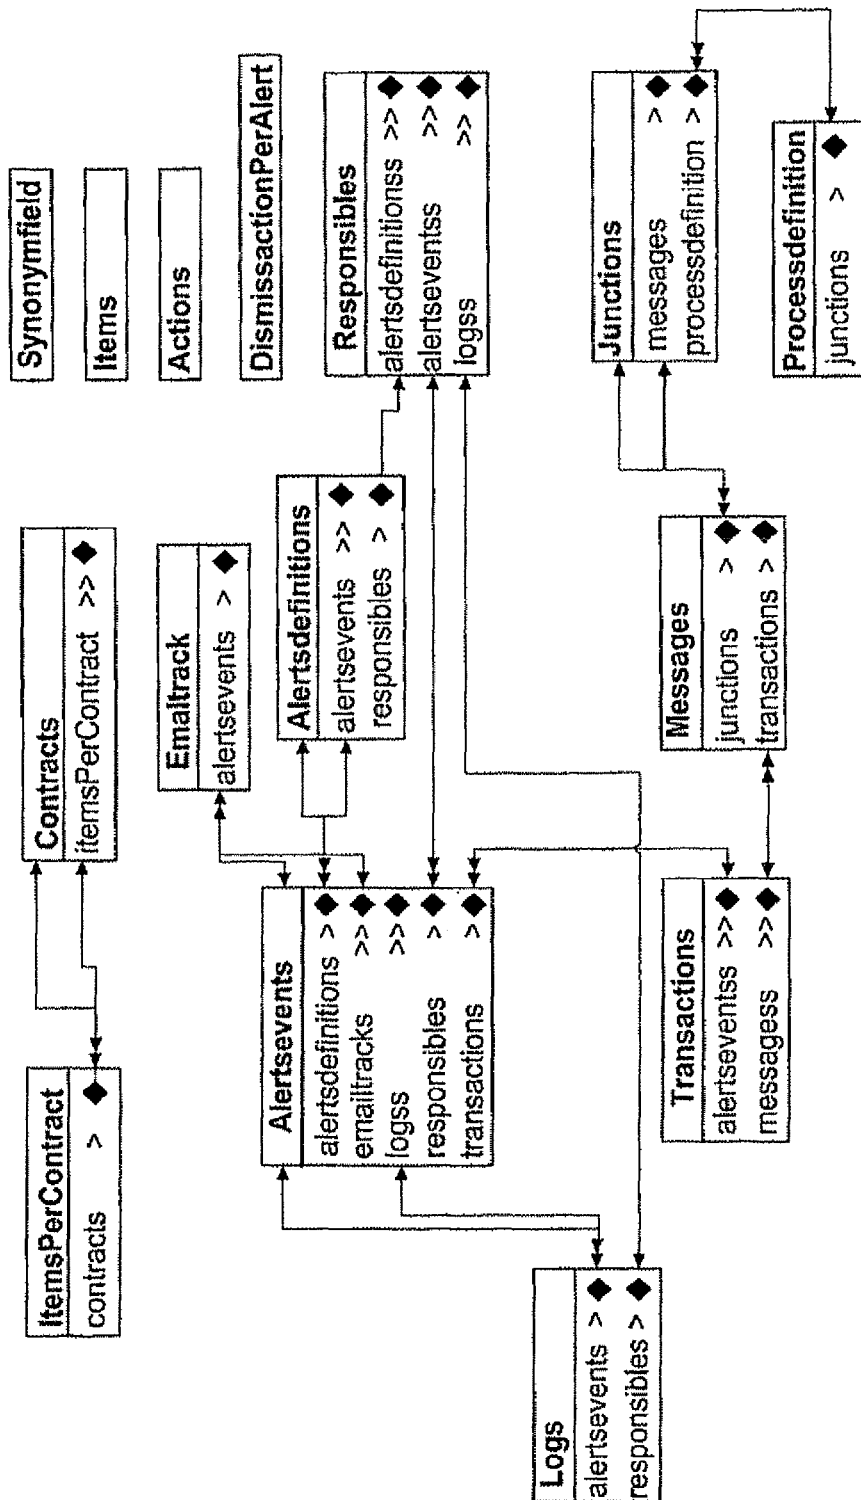 ItemsPerContract
contracts >
Contracts
itemsPerContract >>
Synonymfield
Items
Actions
DismissactionPerAlert
Emailtrack
alertsevents >
Alertsevents
alertsdefinitions >
emailtracks >>
logss >>
responsibles >
transactions >
Alertsdefinitions
alertsevents >>
responsibles >
Responsibles
alertsdefinitionss >>
alertseventss >>
logss >>
Logs
alertsevents >
responsibles >
Transactions
alertseventss >>
messagess >>
Messages
junctions >
transactions >
Junctions
messages >
processdefinition >
Processdefinition
junctions >